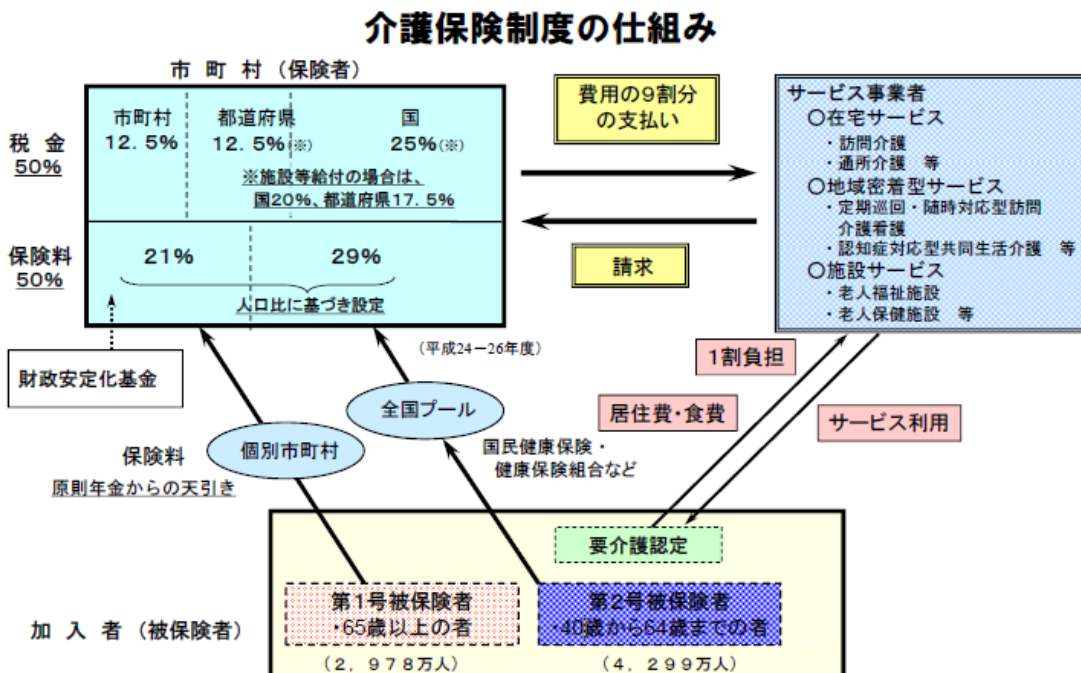 介護保険制度の仕組み
市 町 村 （保険者）
税 金
50%
市町村
12．5%
都道府県
12．5%(※)
国
25%(※)
※施設等給付の場合は、
国20%、都道府県17．5%
保険料
50%
21%
29%
人口比に基づき設定
費用の９割分
の支払い
請求
サービス事業者
○在宅サービス
・訪問介護
・通所介護 等
○地域密着型サービス
・定期巡回・随時対応型訪問
介護看護
・認知症対応型共同生活介護 等
○施設サービス
・老人福祉施設
・老人保健施設 等
財政安定化基金
（平成24－26年度）
１割負担
居住費・食費
サービス利用
全国プール
個別市町村
保険料
原則年金からの天引き
国民健康保険・
健康保険組合など
要介護認定
加 入 者 （被保険者）
第１号被保険者
・65歳以上の者
第２号被保険者
・40歳から64歳までの者
（２，９７８万人）
（４，２９９万人）